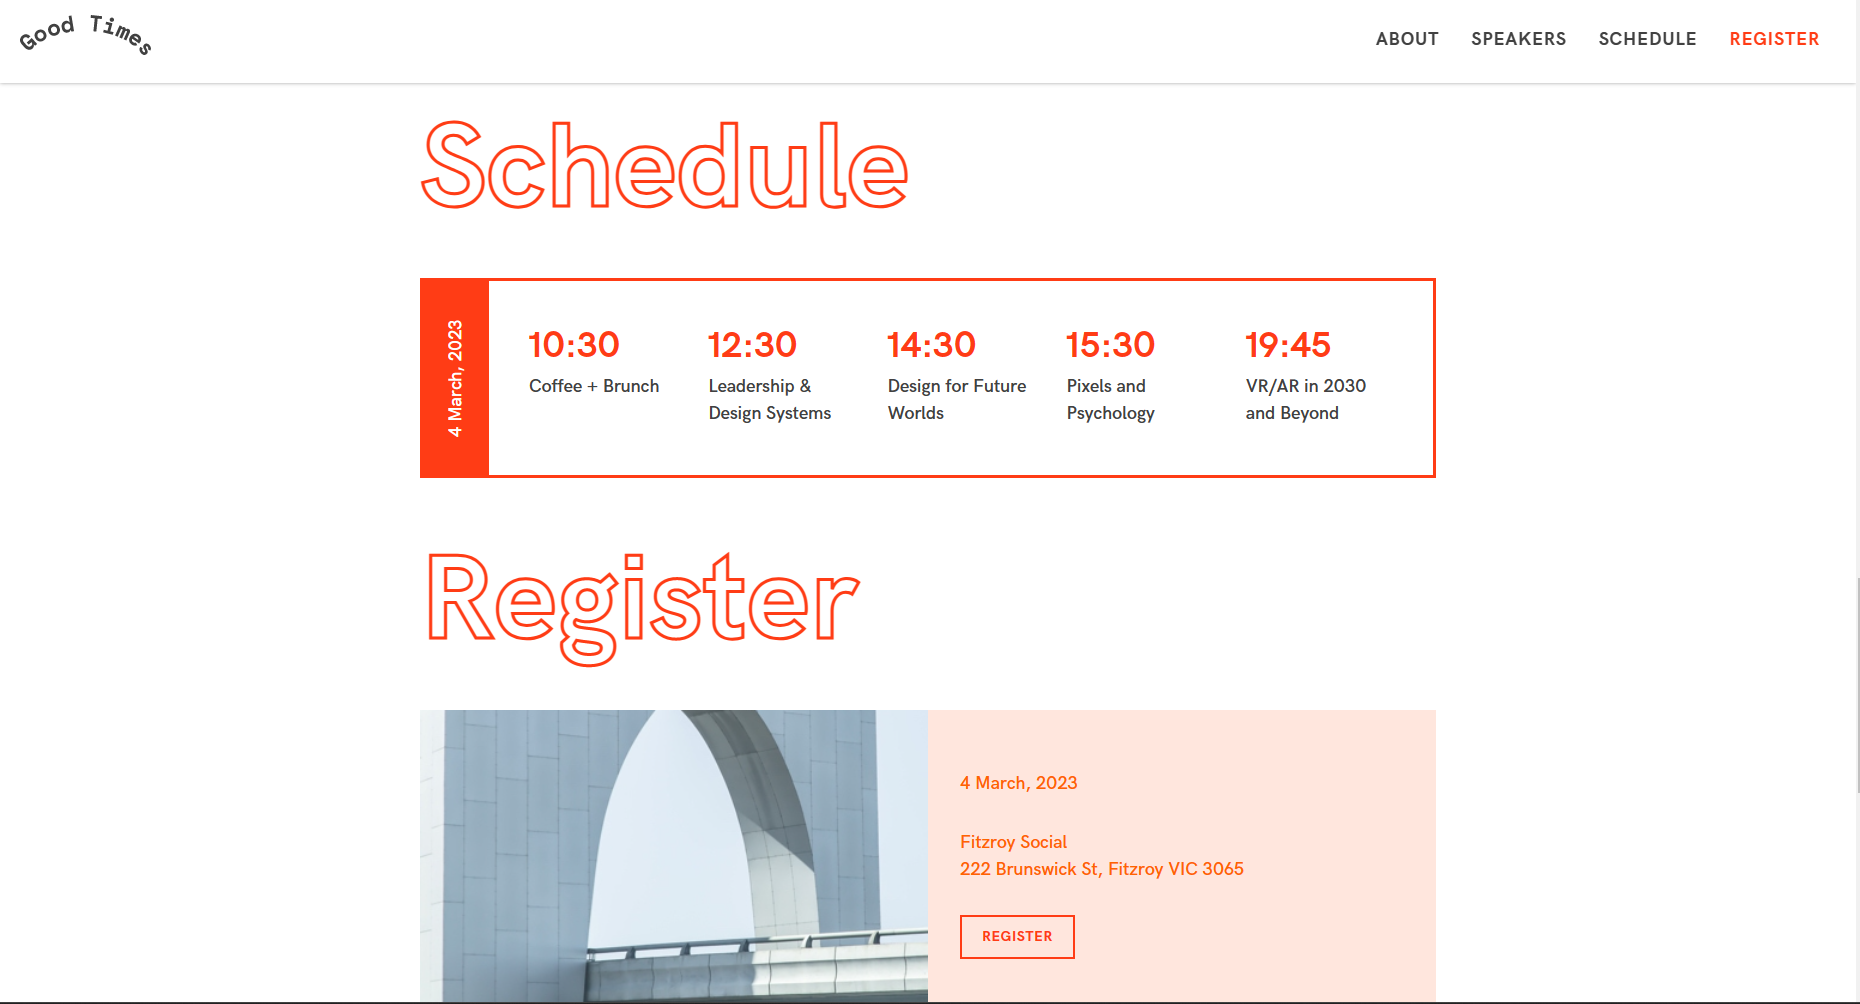 Good Times
ABOUT SPEAKERS SCHEDULE REGISTER
Schedule
4 March, 2023
10:30
Coffee + Brunch
12:30
Leadership &
Design Systems
14:30
Design for Future
Worlds
15:30
Pixels and
Psychology
19:45
VR/AR in 2030
and Beyond
Register
4 March, 2023
Fitzroy Social
222 Brunswick St, Fitzroy VIC 3065
REGISTER